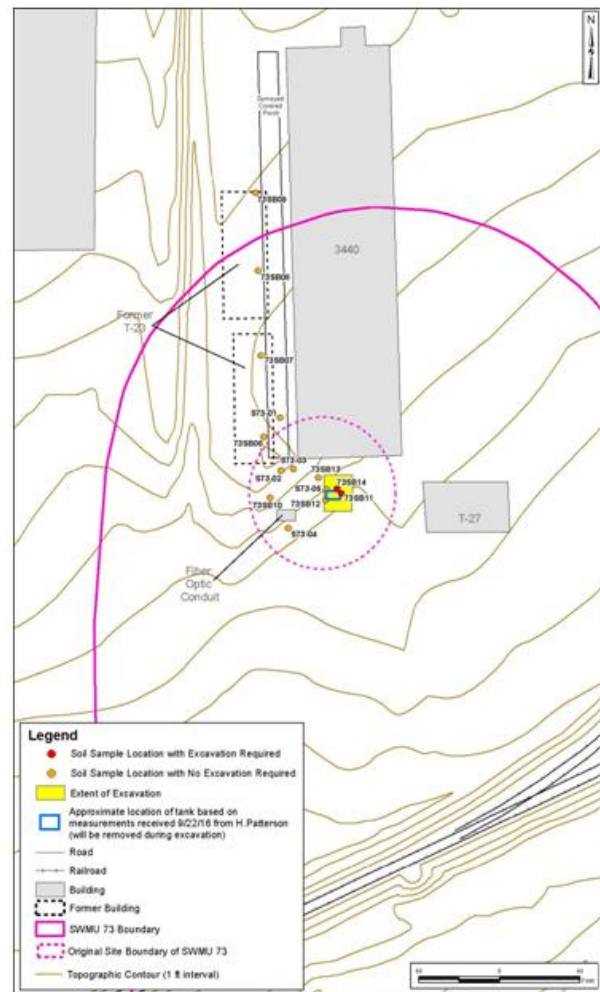 N
Covered
Porch
73SB09
3440
73SB08
Former
T-23
73SB07
S73-01
73SB06
S73-03
S73-02
73SB13
73SB14
S73-05
73SB11
73SB12
73SB10
T-27
S73-04
Fiber
Optic
Conduit
Legend
Soil Sample Location with Excavation Required
Soil Sample Location with No Excavation Required
Extent of Excavation
Approximate location of tank based on
measurements received 9/22/16 from H.Patterson
(will be removed during excavation)
Road
Railroad
Building
Former Building
SWMU 73 Boundary
Original Site Boundary of SWMU 73
Topographic Contour (1 ft interval)
0
Feet